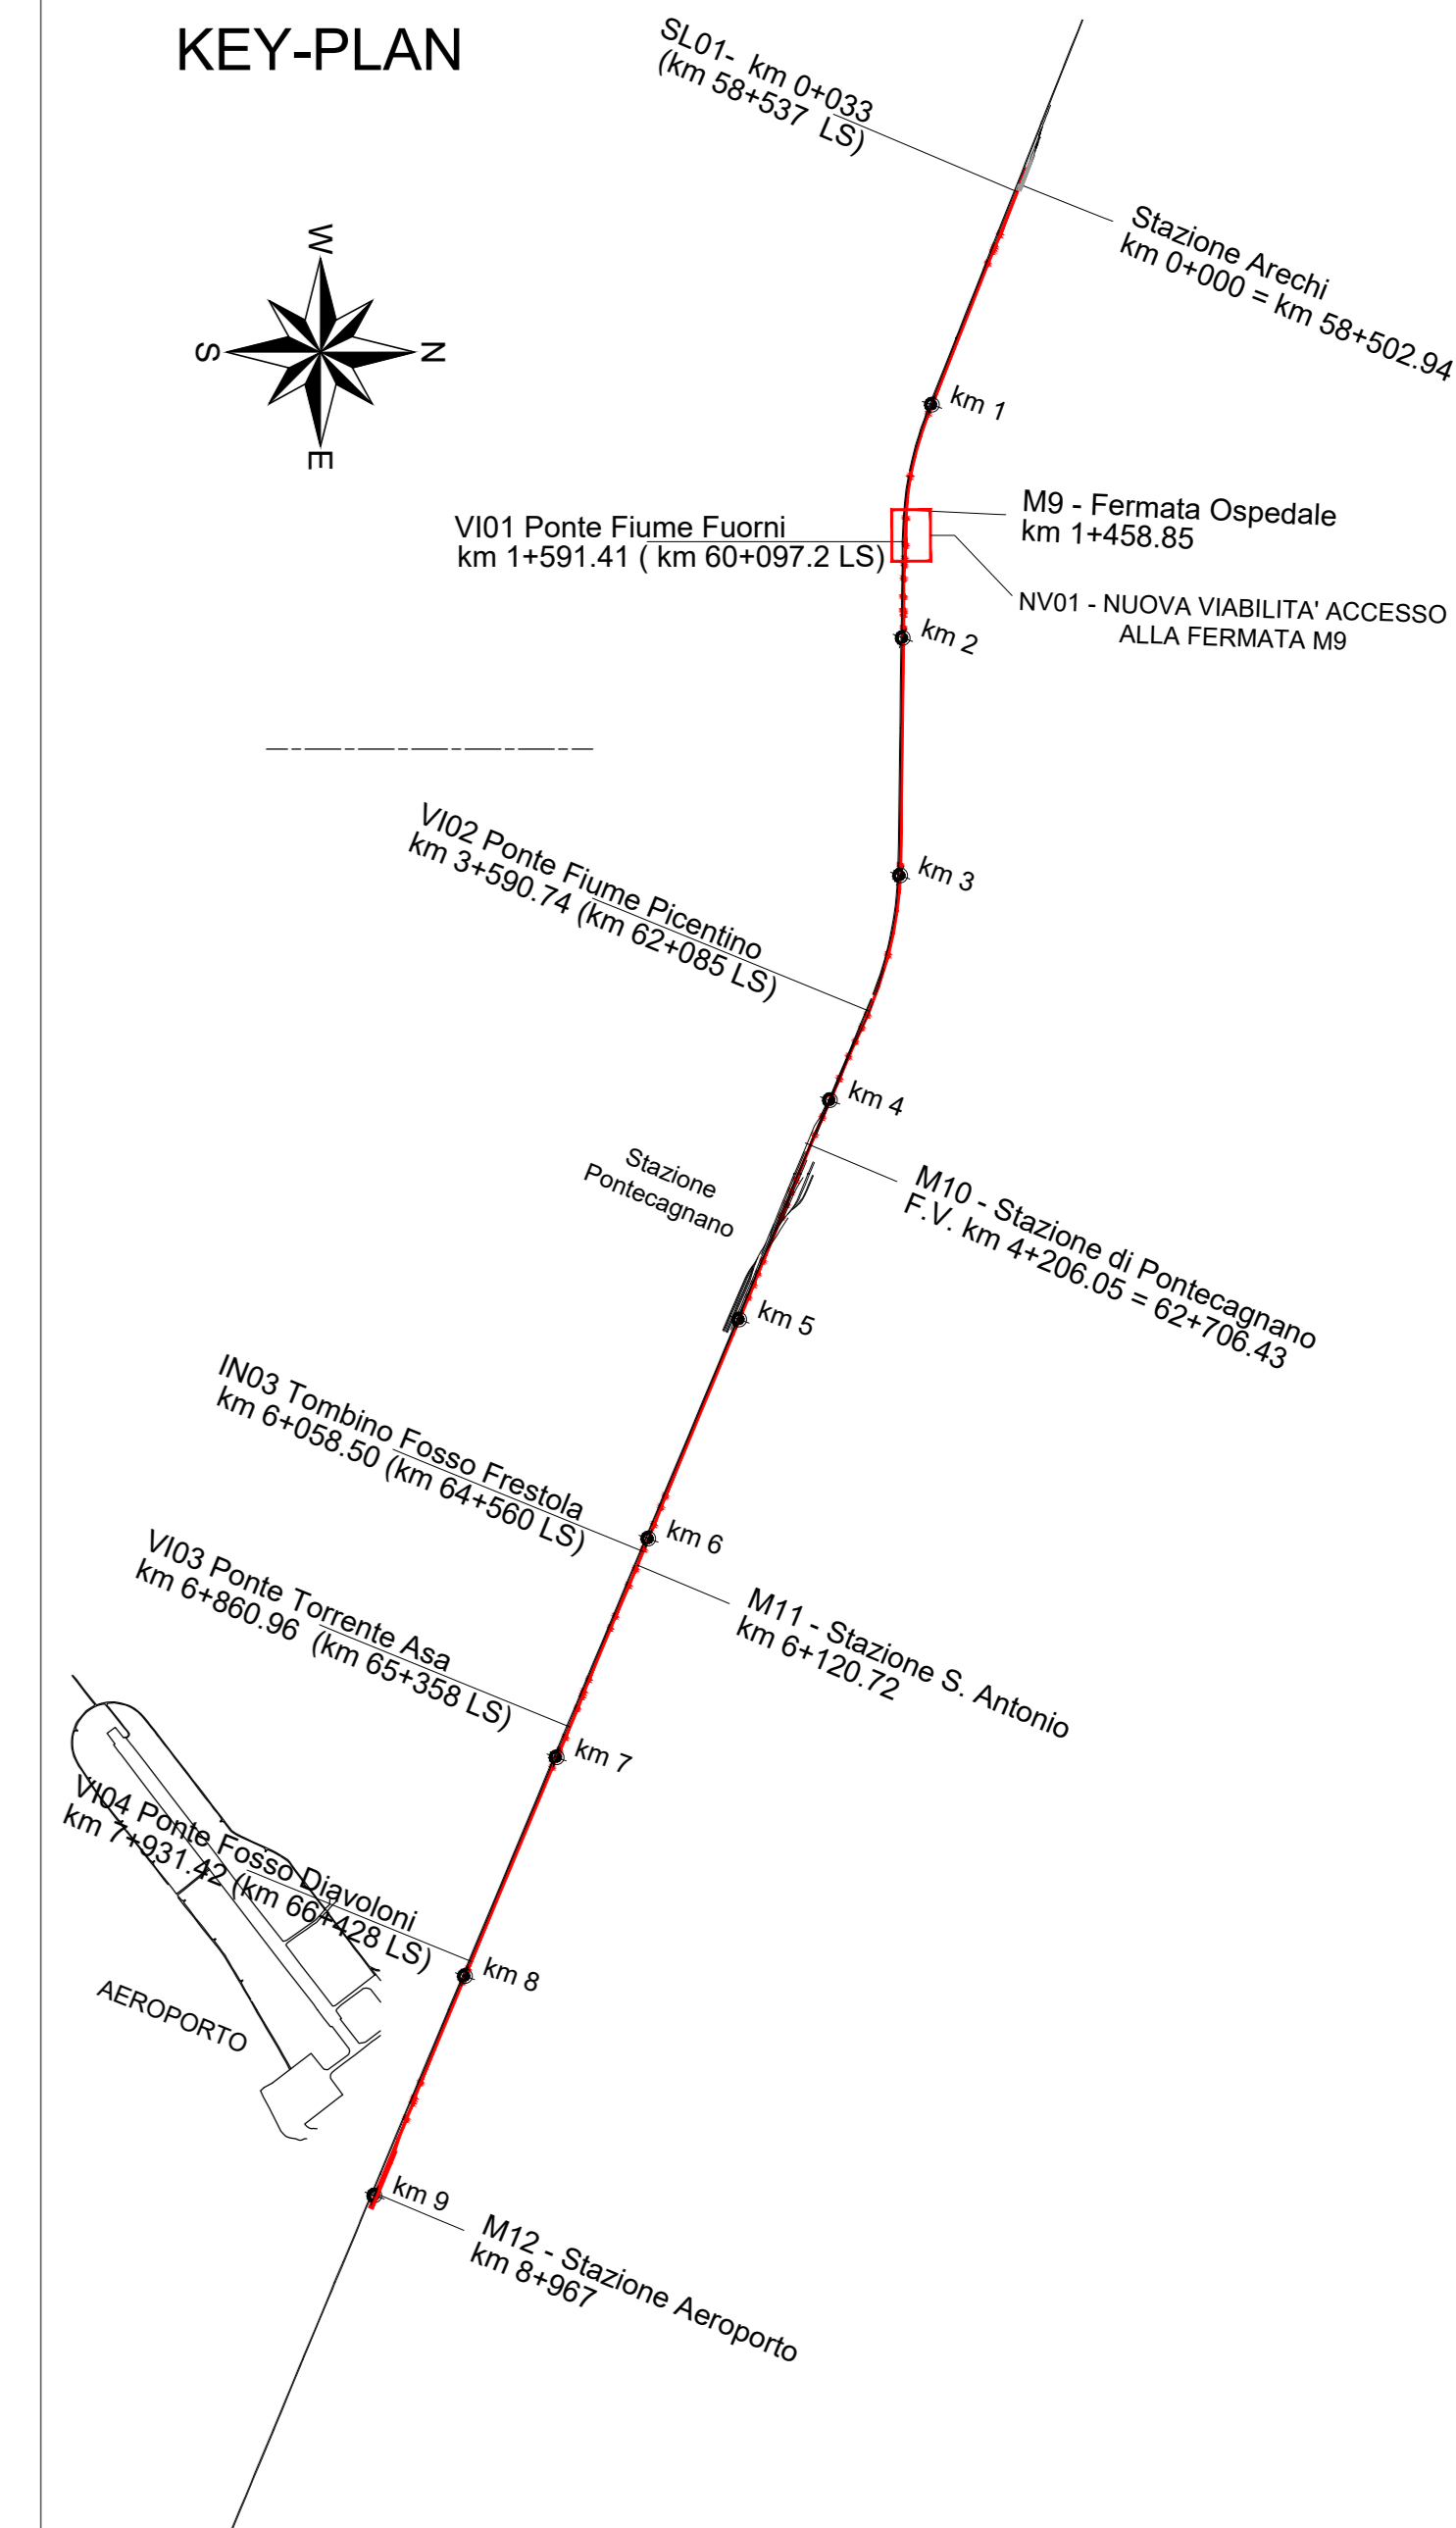 KEY-PLAN
SL01- km 0+033
(km 58+537 LS)
Stazione Arechi
km 0+000 = km 58+502.94
W
S
N
E
km 1
VI01 Ponte Fiume Fuorni
km 1+591.41 ( km 60+097.2 LS)
M9 - Fermata Ospedale
km 1+458.85
NV01 - NUOVA VIABILITA' ACCESSO
ALLA FERMATA M9
km 2
VI02 Ponte Fiume Picentino
km 3+590.74 (km 62+085 LS)
km 3
km 4
Stazione
Pontecagnano
M10 - Stazione di Pontecagnano
F.V. km 4+206.05 = 62+706.43
km 5
IN03 Tombino Fosso Frestola
km 6+058.50 (km 64+560 LS)
km 6
VI03 Ponte Torrente Asa
km 6+860.96 (km 65+358 LS)
M11 - Stazione S. Antonio
km 6+120.72
km 7
VI04 Ponte Fosso Diavoloni
km 7+931.42 (km 66+428 LS)
km 8
AEROPORTO
km 9
M12 - Stazione Aeroporto
km 8+967